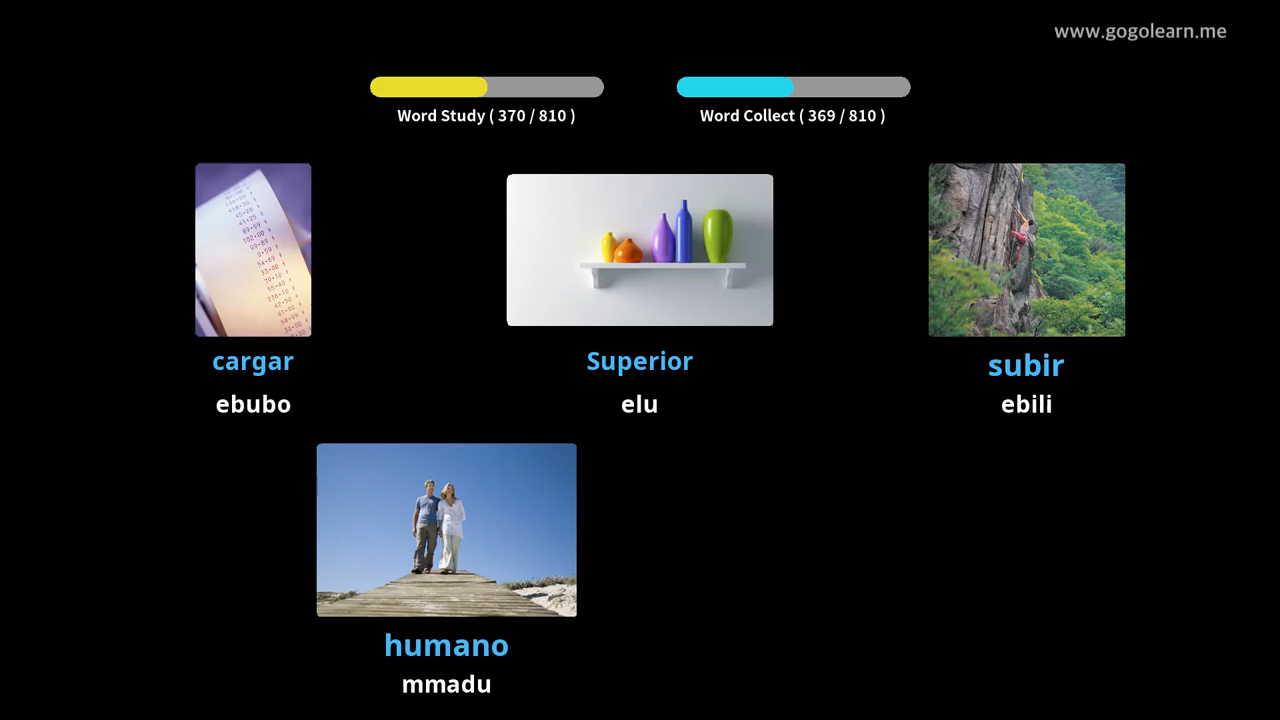 www.gogolearn.me
Word Study ( 370 / 810 )
Word Collect ( 369 / 810 )
cargar
ebubo
Superior
elu
subir
ebili
humano
mmadu